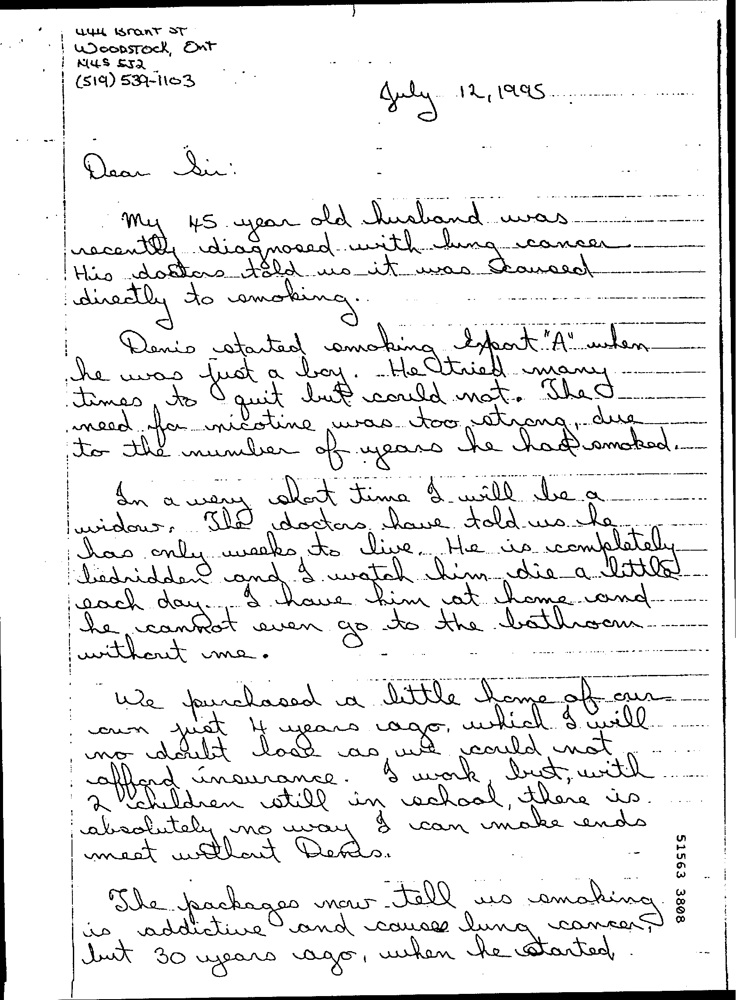 444 Brant ST
WOODSTOCK, Ont
N4S 5J2
(519) 539-1103
July 12, 1995
Dear Sir:
My 45 year old husband was
recently diagnosed with lung cancer
His doctors told us it was
directly to smoking.
Denis started smoking Export "A" when
he was just a boy. He tried many
times to quit but could not. The
need for nicotine was too strong, due
to the number of years he had smoked.
In a very short time I will be a
widow. The doctors have told us he
has only weeks to live. He is completely
bedridden and I watch him die a little
each day. I have him at home and
he cannot even go to the bathroom
without me.
We purchased a little home of our
own just 4 years ago, which I will
no doubt lose as we could not
afford insurance. I work, but, with
2 children still in school, there is
absolutely no way I can make ends
meet without Denis.
The packages now tell us smoking
is addictive and causes lung cancer,
but 30 years ago, when he started,
51563 3808